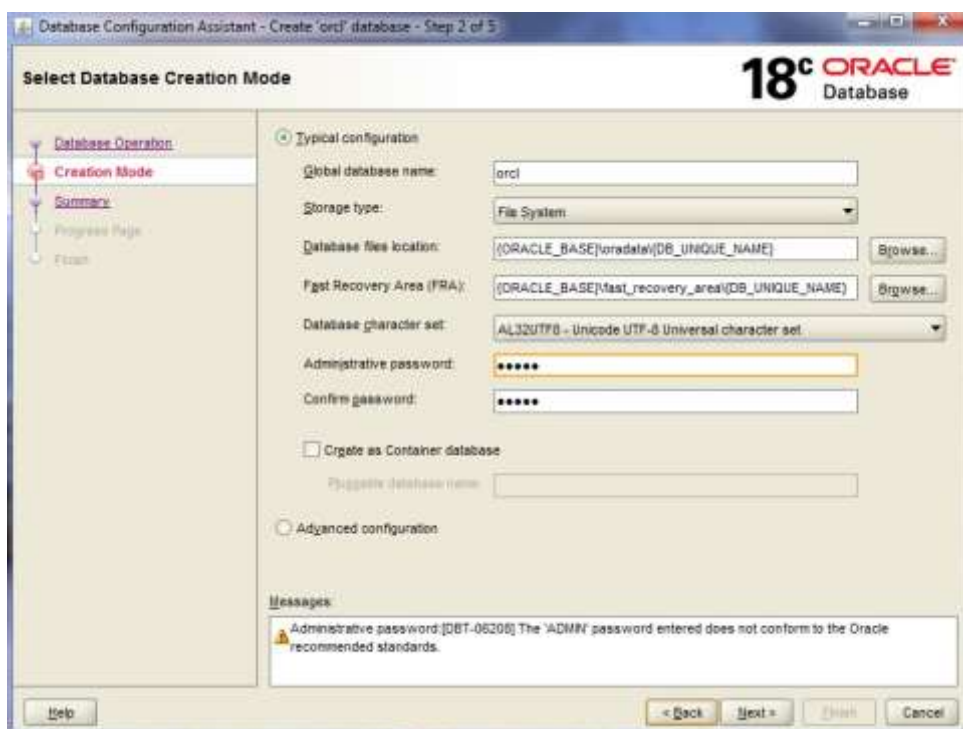 Database Configuration Assistant - Create 'orcl' database - Step 2 of 5
Select Database Creation Mode
18c ORACLE
Database
Database Operation
Creation Mode
Summary
Progress Page
Finish
Typical configuration
Global database name:
orcl
Storage type:
File System
Database files location:
{ORACLE_BASE}\oradata\{DB_UNIQUE_NAME}
Browse...
Fast Recovery Area (FRA):
{ORACLE_BASE}\fast_recovery_area\{DB_UNIQUE_NAME}
Browse...
Database character set:
AL32UTF8 - Unicode UTF-8 Universal character set
Administrative password:
•••••
Confirm password:
•••••
Create as Container database
Pluggable database name:
Advanced configuration
Messages:
Administrative password:[DBT-06208] The 'ADMIN' password entered does not conform to the Oracle
recommended standards.
Help
< Back
Next >
Finish
Cancel